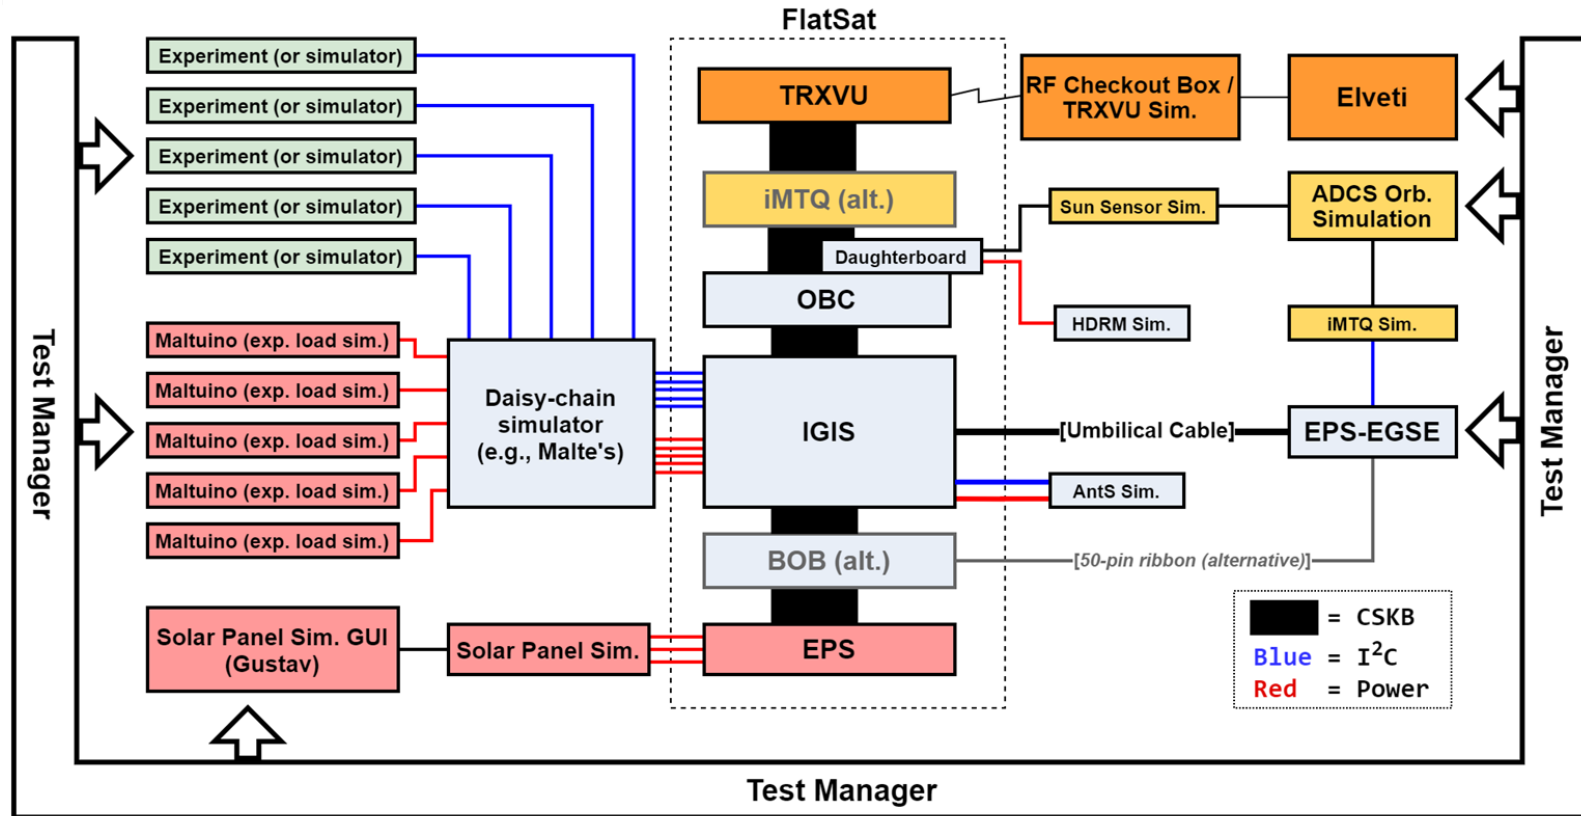 FlatSat
Test Manager
Experiment (or simulator)
Experiment (or simulator)
Experiment (or simulator)
Experiment (or simulator)
Experiment (or simulator)
Maltuino (exp. load sim.)
Maltuino (exp. load sim.)
Maltuino (exp. load sim.)
Maltuino (exp. load sim.)
Maltuino (exp. load sim.)
Daisy-chain
simulator
(e.g., Malte's)
Solar Panel Sim. GUI
(Gustav)
Solar Panel Sim.
TRXVU
iMTQ (alt.)
Daughterboard
OBC
IGIS
BOB (alt.)
EPS
RF Checkout Box /
TRXVU Sim.
Elveti
Sun Sensor Sim.
ADCS Orb.
Simulation
HDRM Sim.
iMTQ Sim.
[Umbilical Cable]
EPS-EGSE
AntS Sim.
[50-pin ribbon (alternative)]
= CSKB
Blue = I²C
Red = Power
Test Manager
Test Manager